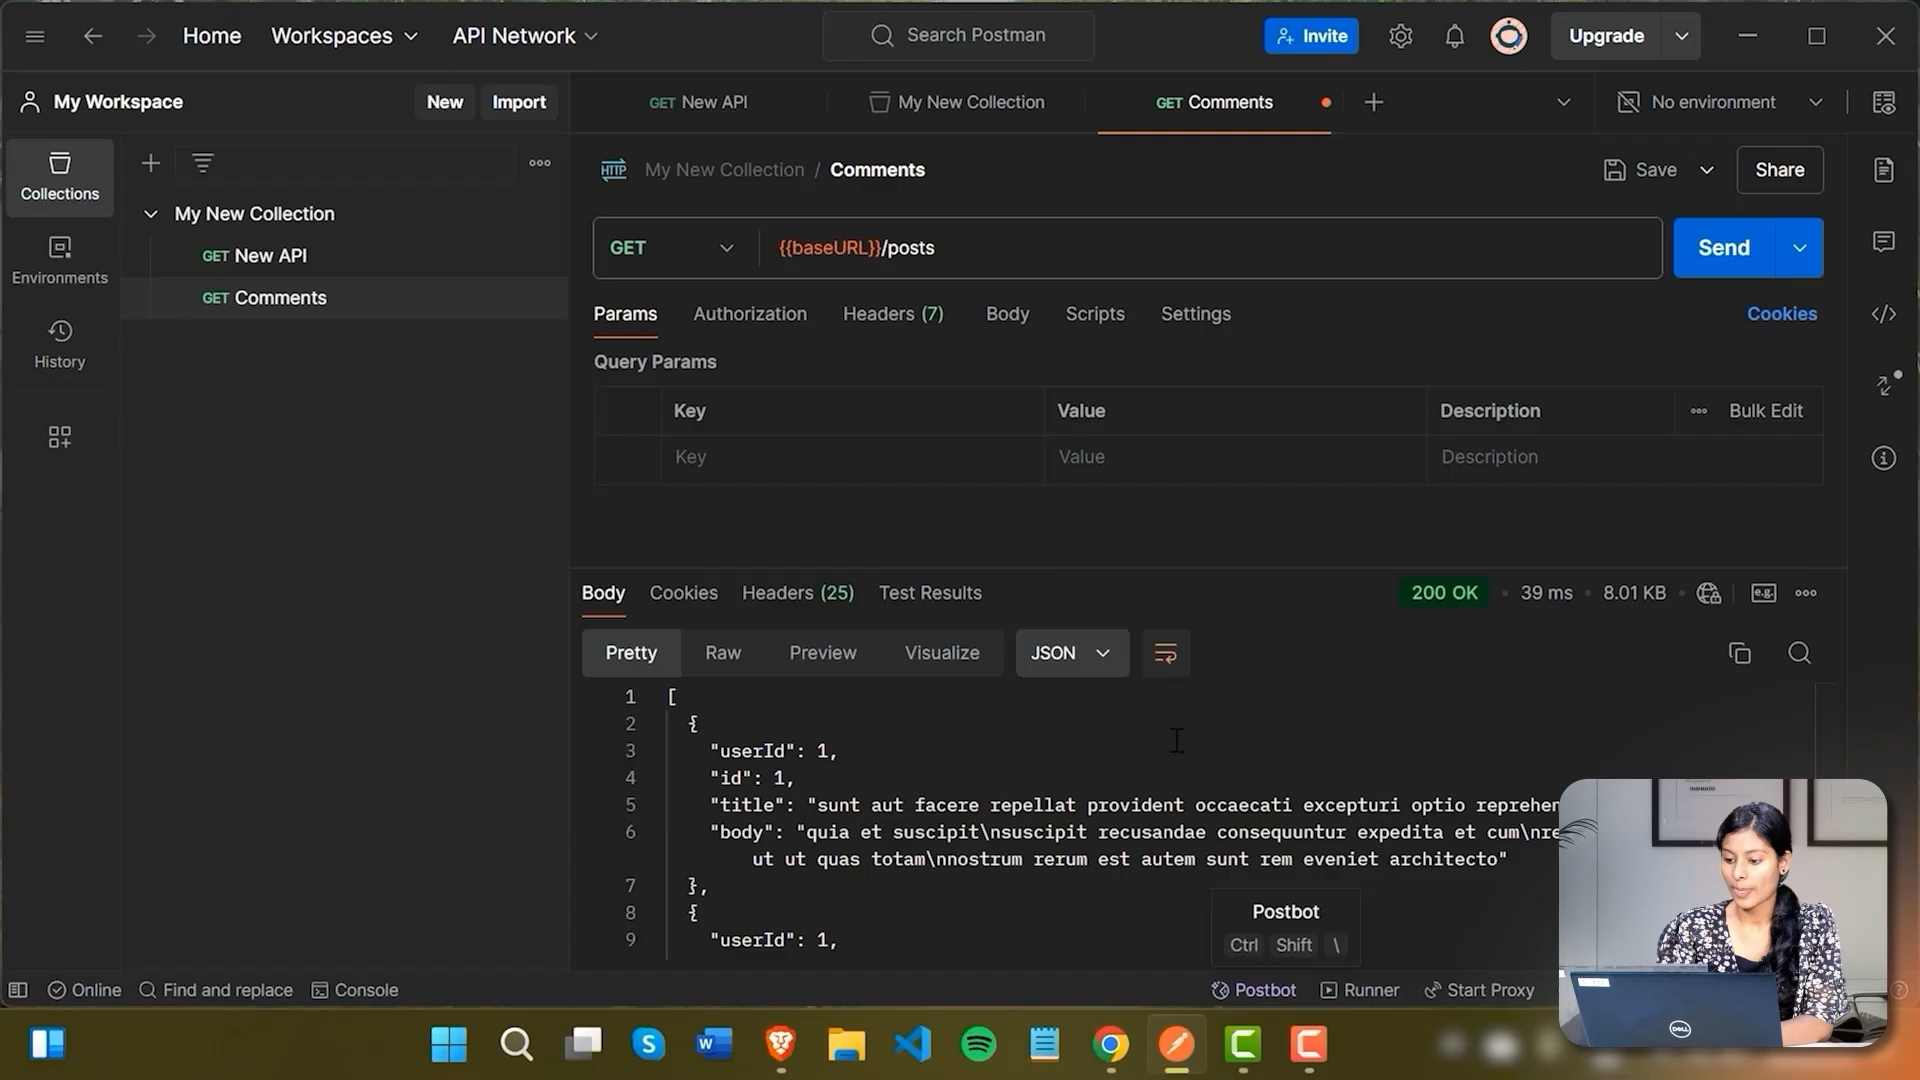 Home Workspaces API Network Search Postman Invite Upgrade
My Workspace New Import GET New API My New Collection GET Comments No environment
Collections
My New Collection / Comments Save Share
My New Collection
GET New API
GET Comments
Environments
History
GET {{baseURL}}/posts Send
Params Authorization Headers (7) Body Scripts Settings Cookies
Query Params
Key Value Description Bulk Edit
Key Value Description
Body Cookies Headers (25) Test Results 200 OK 39 ms 8.01 KB e.g.
Pretty Raw Preview Visualize JSON
1 [
2 {
3 "userId": 1,
4 "id": 1,
5 "title": "sunt aut facere repellat provident occaecati excepturi optio reprehen
6 "body": "quia et suscipit\nsuscipit recusandae consequuntur expedita et cum\nre
ut ut quas totam\nnostrum rerum est autem sunt rem eveniet architecto"
7 },
8 {
9 "userId": 1,
Postbot
Ctrl Shift \
Online Find and replace Console Postbot Runner Start Proxy
DELL